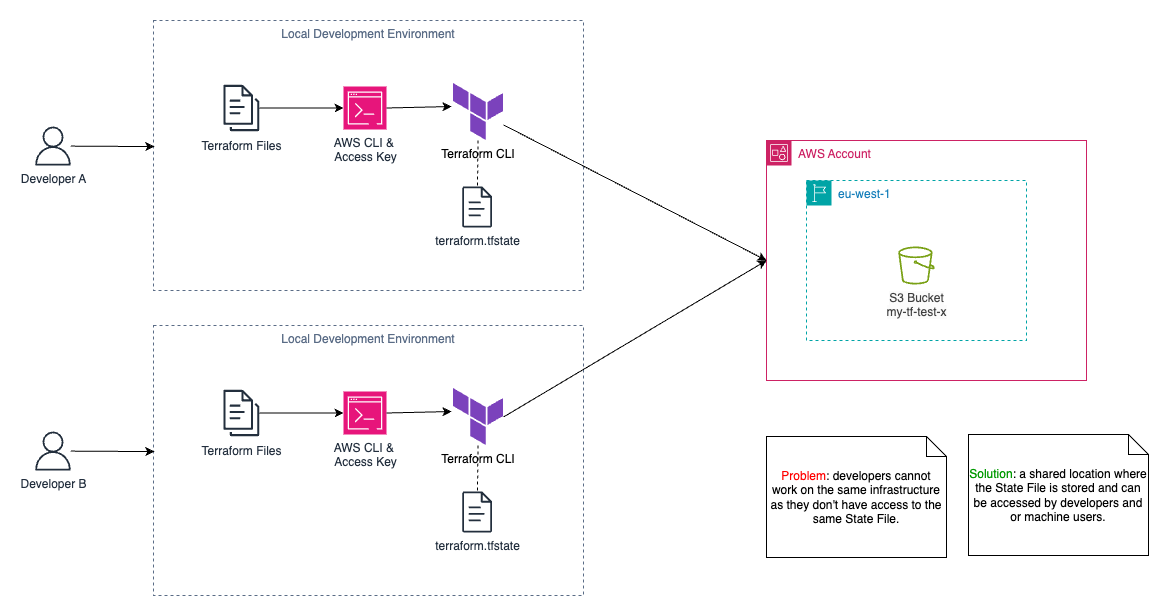 Local Development Environment
Terraform Files
AWS CLI &
Access Key
Terraform CLI
terraform.tfstate
Developer A
AWS Account
eu-west-1
S3 Bucket
my-tf-test-x
Local Development Environment
Terraform Files
AWS CLI &
Access Key
Terraform CLI
terraform.tfstate
Developer B
Problem: developers cannot
work on the same infrastructure
as they don't have access to the
same State File.
Solution: a shared location where
the State File is stored and can
be accessed by developers and
or machine users.